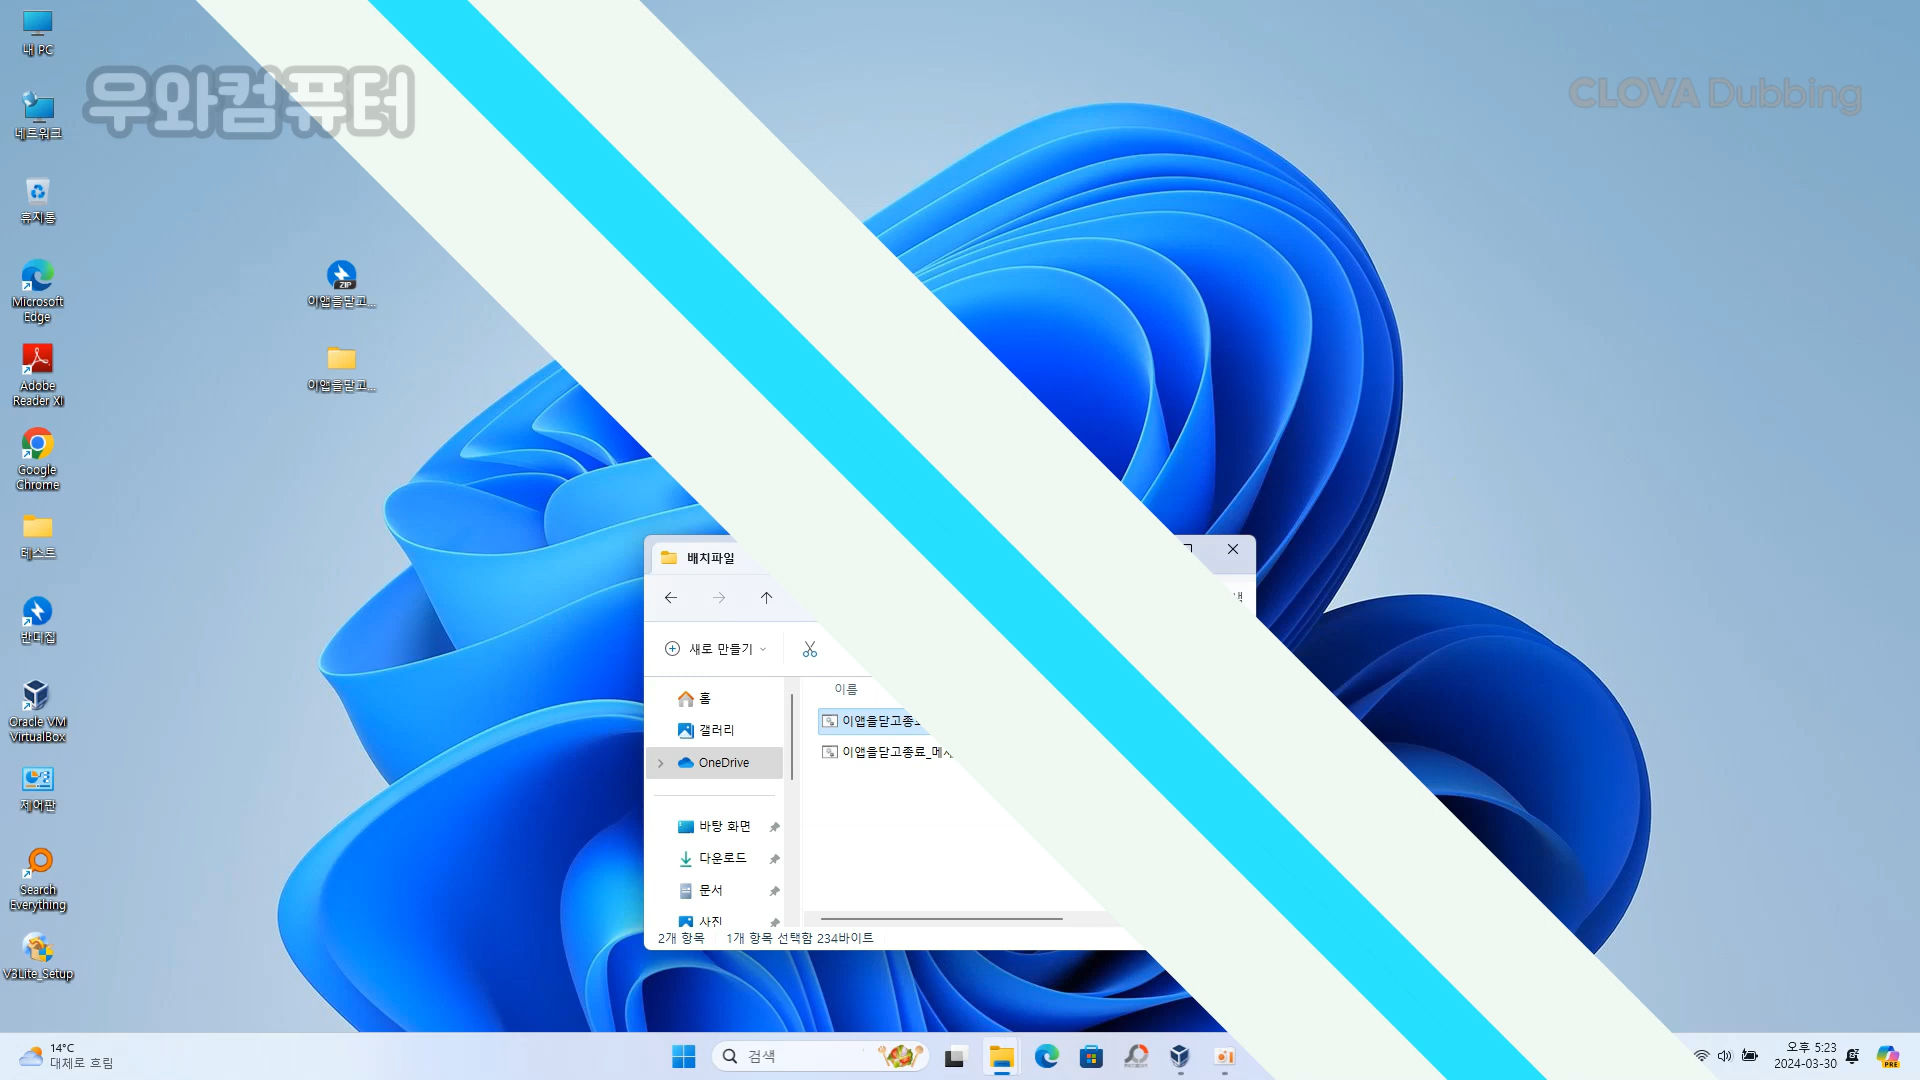 내 PC
우와컴퓨터
CLOVA Dubbing
네트워크
휴지통
Microsoft
Edge
ZIP
이앱을닫고...
이앱을닫고...
Adobe
Reader XI
Google
Chrome
테스트
반디집
Oracle VM
VirtualBox
제어판
Search
Everything
V3Lite_Setup
배치파일
새로 만들기
이름
홈
갤러리
OneDrive
이앱을닫고종료
이앱을닫고종료_메시
바탕 화면
다운로드
문서
사진
2개 항목
1개 항목 선택함 234바이트
14°C
대체로 흐림
검색
오후 5:23
2024-03-30
PRE